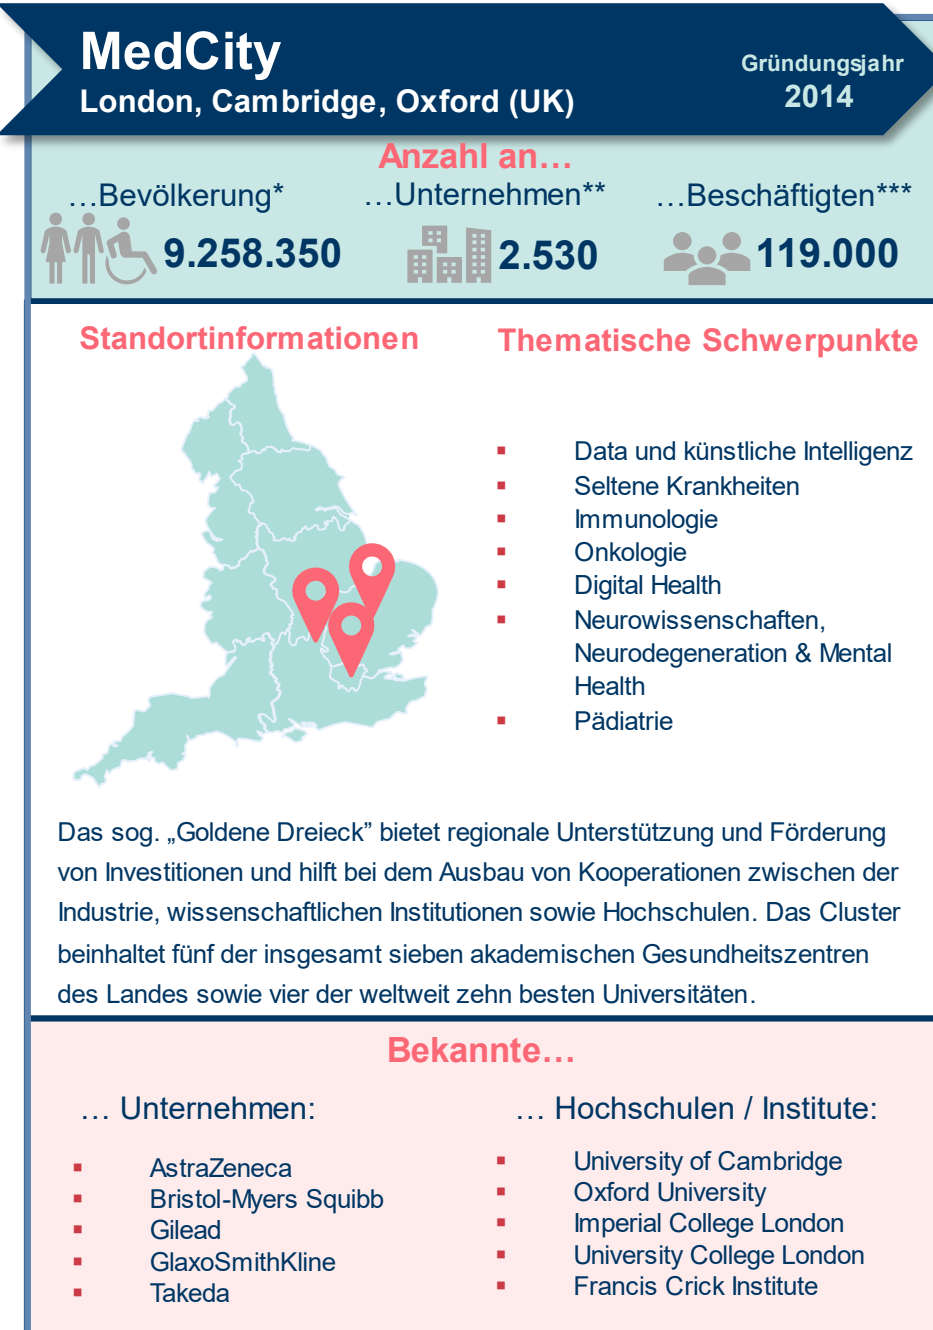 MedCity
London, Cambridge, Oxford (UK)
Gründungsjahr
2014
Anzahl an…
…Bevölkerung*
9.258.350
…Unternehmen**
2.530
…Beschäftigten***
119.000
Standortinformationen
Thematische Schwerpunkte
▪ Data und künstliche Intelligenz
▪ Seltene Krankheiten
▪ Immunologie
▪ Onkologie
▪ Digital Health
▪ Neurowissenschaften,
Neurodegeneration & Mental
Health
▪ Pädiatrie
Das sog. „Goldene Dreieck” bietet regionale Unterstützung und Förderung
von Investitionen und hilft bei dem Ausbau von Kooperationen zwischen der
Industrie, wissenschaftlichen Institutionen sowie Hochschulen. Das Cluster
beinhaltet fünf der insgesamt sieben akademischen Gesundheitszentren
des Landes sowie vier der weltweit zehn besten Universitäten.
Bekannte…
… Unternehmen:
▪ AstraZeneca
▪ Bristol-Myers Squibb
▪ Gilead
▪ GlaxoSmithKline
▪ Takeda
… Hochschulen / Institute:
▪ University of Cambridge
▪ Oxford University
▪ Imperial College London
▪ University College London
▪ Francis Crick Institute